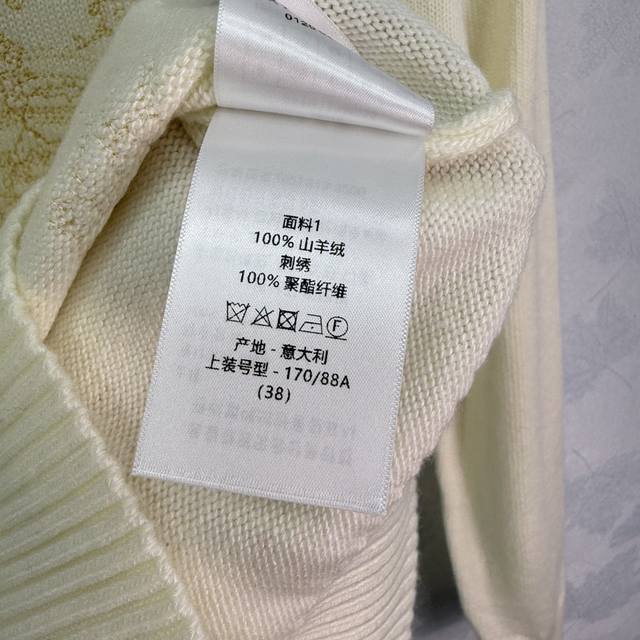 012
面料1
100% 山羊绒
刺绣
100% 聚酯纤维
F
产地 - 意大利
上装号型 - 170/88A
(38)